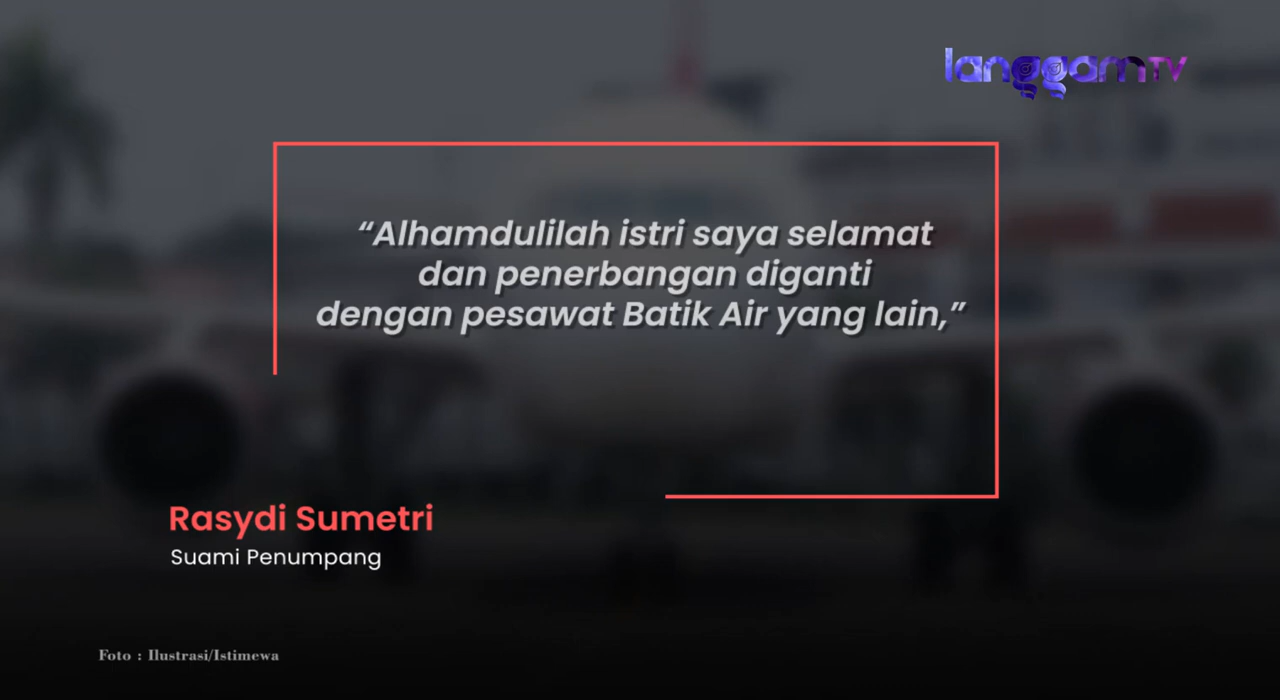 langgamTV
“Alhamdulilah istri saya selamat
dan penerbangan diganti
dengan pesawat Batik Air yang lain,”
Rasydi Sumetri
Suami Penumpang
Foto : Ilustrasi/Istimewa